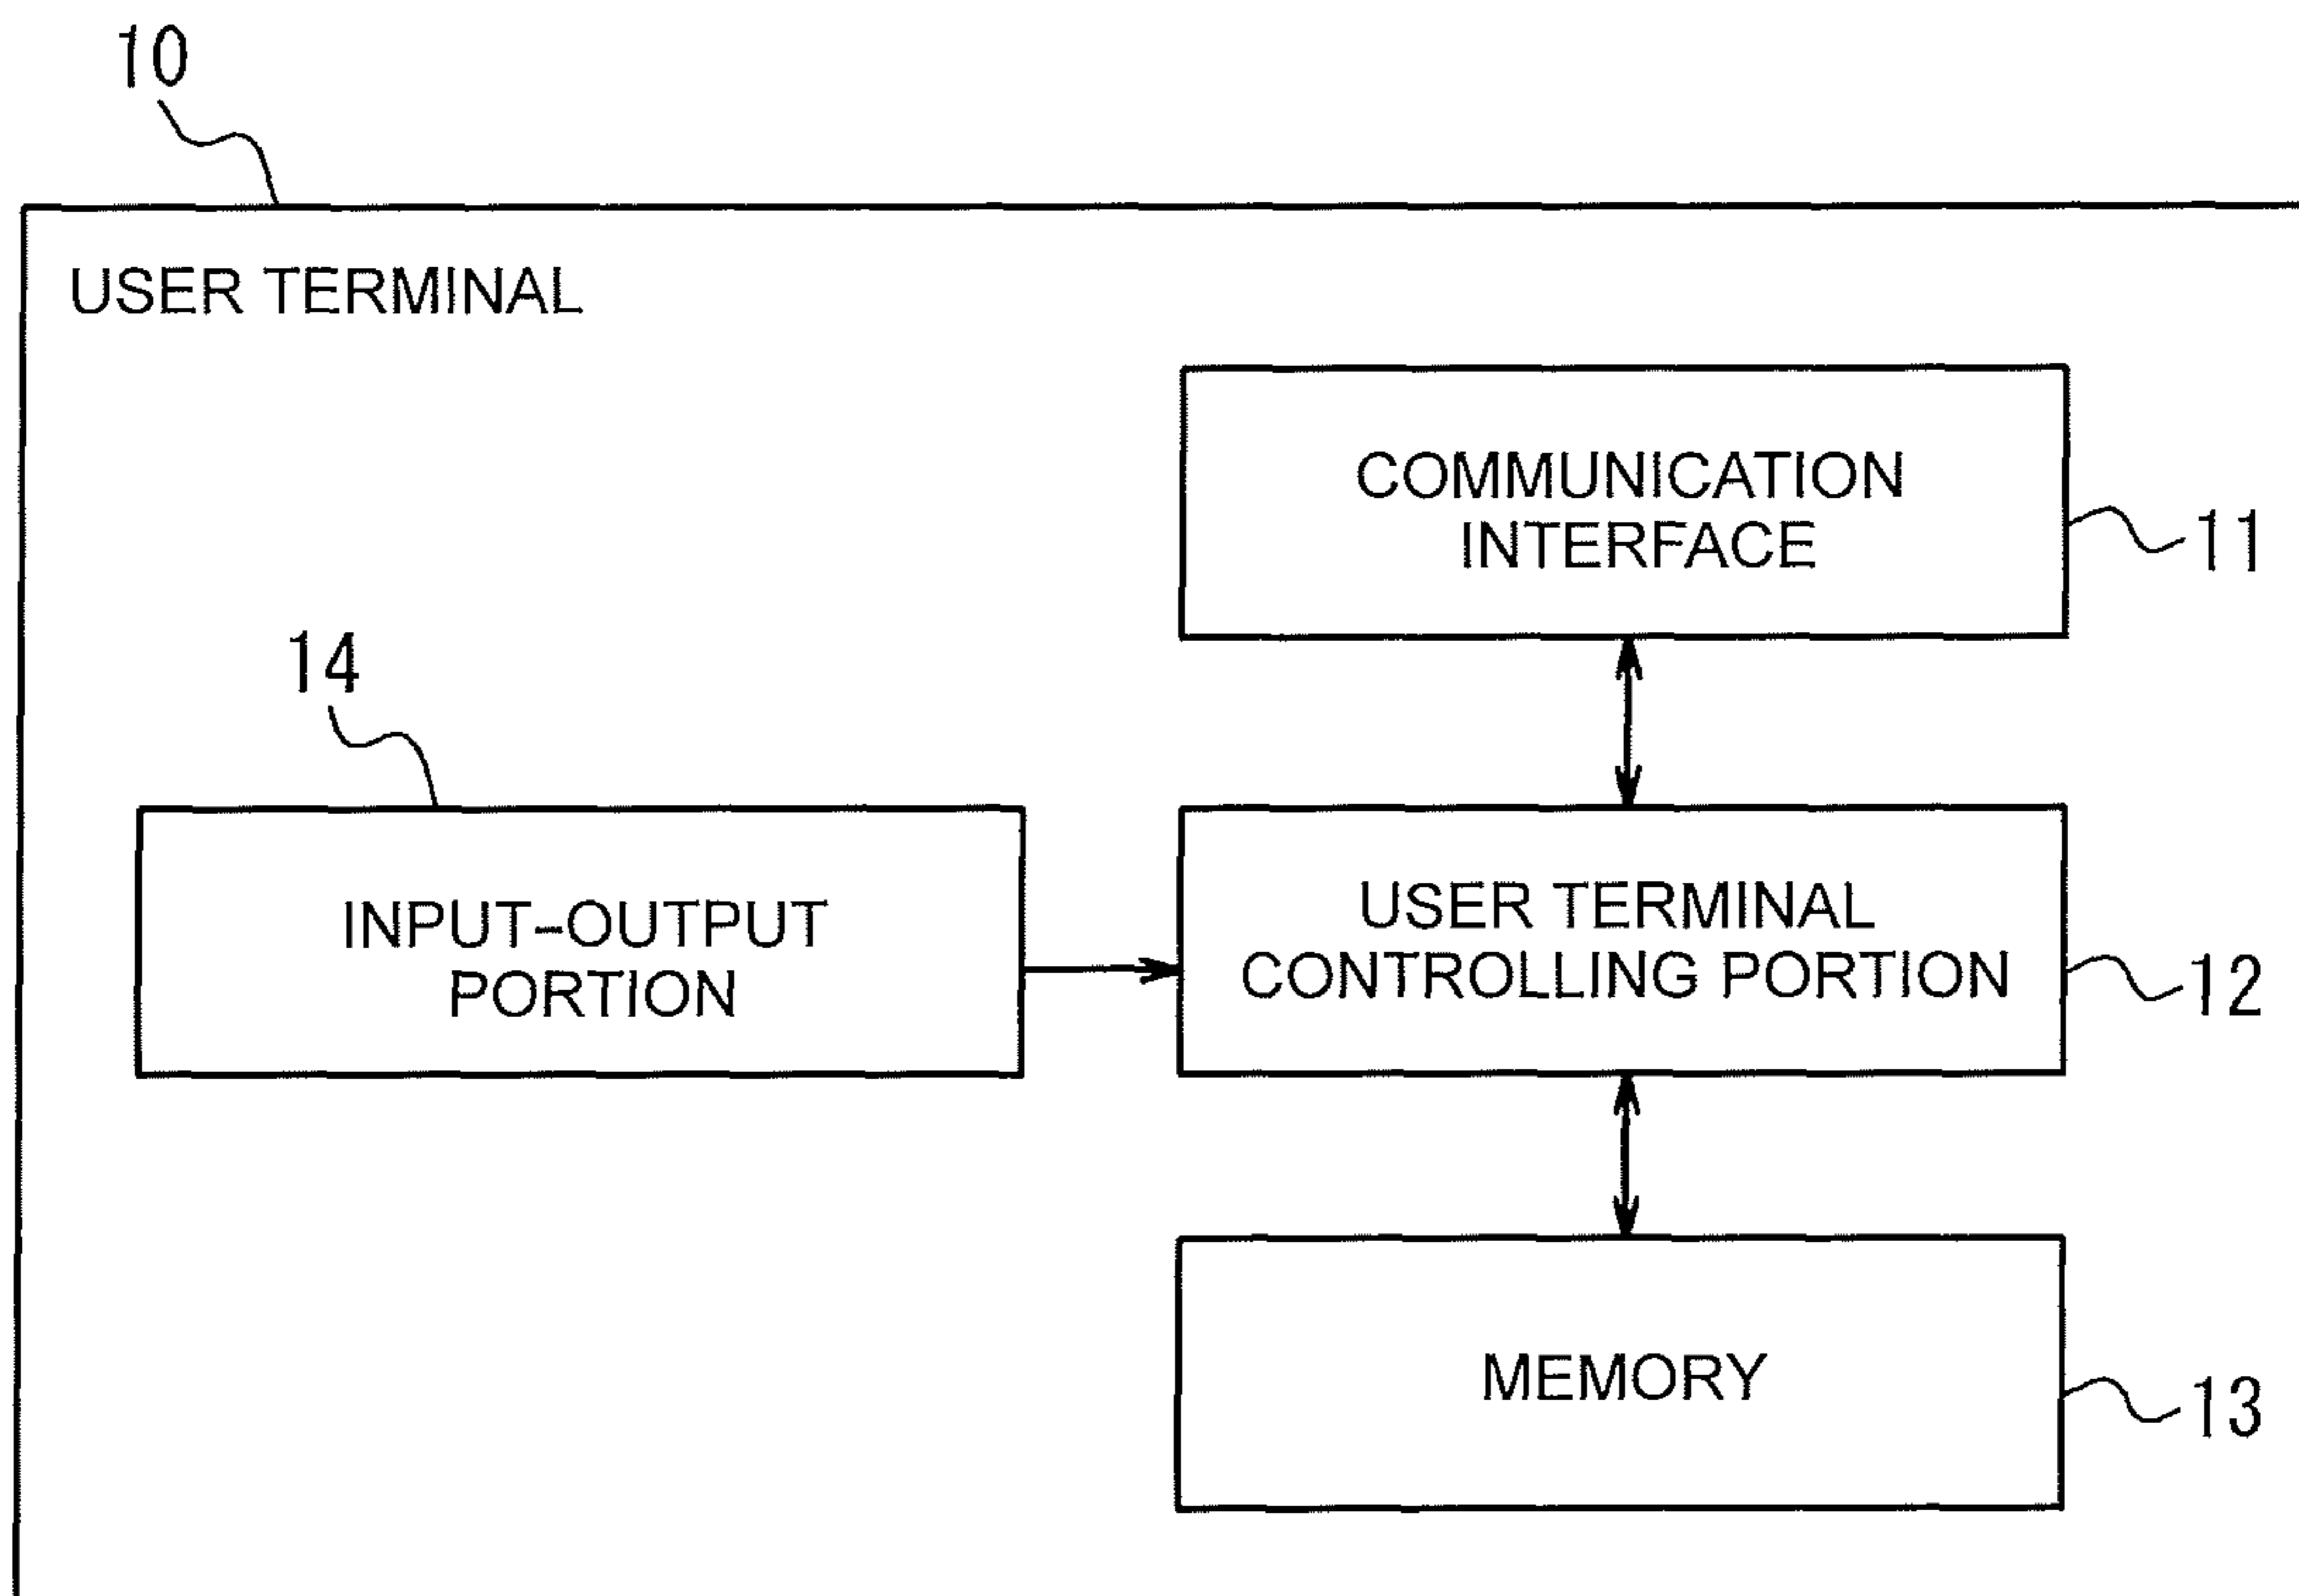 10
USER TERMINAL
COMMUNICATION
INTERFACE
11
14
INPUT-OUTPUT
PORTION
USER TERMINAL
CONTROLLING PORTION
12
MEMORY
13